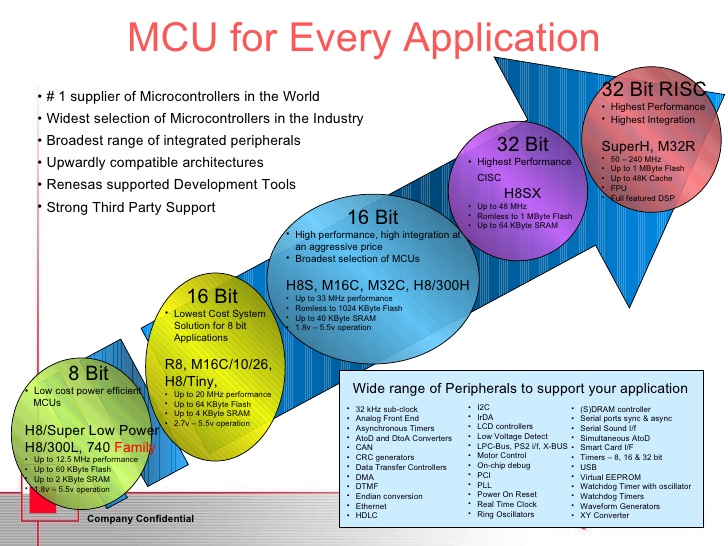 MCU for Every Application
• # 1 supplier of Microcontrollers in the World
• Widest selection of Microcontrollers in the Industry
• Broadest range of integrated peripherals
• Upwardly compatible architectures
• Renesas supported Development Tools
• Strong Third Party Support
8 Bit
• Low cost power efficient
MCUs
H8/Super Low Power
H8/300L, 740 Family
• Up to 12.5 MHz performance
• Up to 60 KByte Flash
• Up to 2 KByte SRAM
• 1.8v – 5.5v operation
16 Bit
• Lowest Cost System
Solution for 8 bit
Applications
R8, M16C/10/26,
H8/Tiny,
• Up to 20 MHz performance
• Up to 64 KByte Flash
• Up to 4 KByte SRAM
• 2.7v – 5.5v operation
16 Bit
• High performance, high integration at
an aggressive price
• Broadest selection of MCUs
H8S, M16C, M32C, H8/300H
• Up to 33 MHz performance
• Romless to 1024 KByte Flash
• Up to 40 KByte SRAM
• 1.8v – 5.5v operation
32 Bit
• Highest Performance
CISC
H8SX
• Up to 48 MHz
• Romless to 1 MByte Flash
• Up to 64 KByte SRAM
32 Bit RISC
• Highest Performance
• Highest Integration
SuperH, M32R
• 50 – 240 MHz
• Up to 1 MByte Flash
• Up to 48K Cache
• FPU
• Full featured DSP
Wide range of Peripherals to support your application
• 32 kHz sub-clock
• Analog Front End
• Asynchronous Timers
• AtoD and DtoA Converters
• CAN
• CRC generators
• Data Transfer Controllers
• DMA
• DTMF
• Endian conversion
• Ethernet
• HDLC
• I2C
• IrDA
• LCD controllers
• Low Voltage Detect
• LPC-Bus, PS2 i/f, X-BUS
• Motor Control
• On-chip debug
• PCI
• PLL
• Power On Reset
• Real Time Clock
• Ring Oscillators
• (S)DRAM controller
• Serial ports sync & async
• Serial Sound I/f
• Simultaneous AtoD
• Smart Card I/F
• Timers – 8, 16 & 32 bit
• USB
• Virtual EEPROM
• Watchdog Timer with oscillator
• Watchdog Timers
• Waveform Generators
• XY Converter
Company Confidential